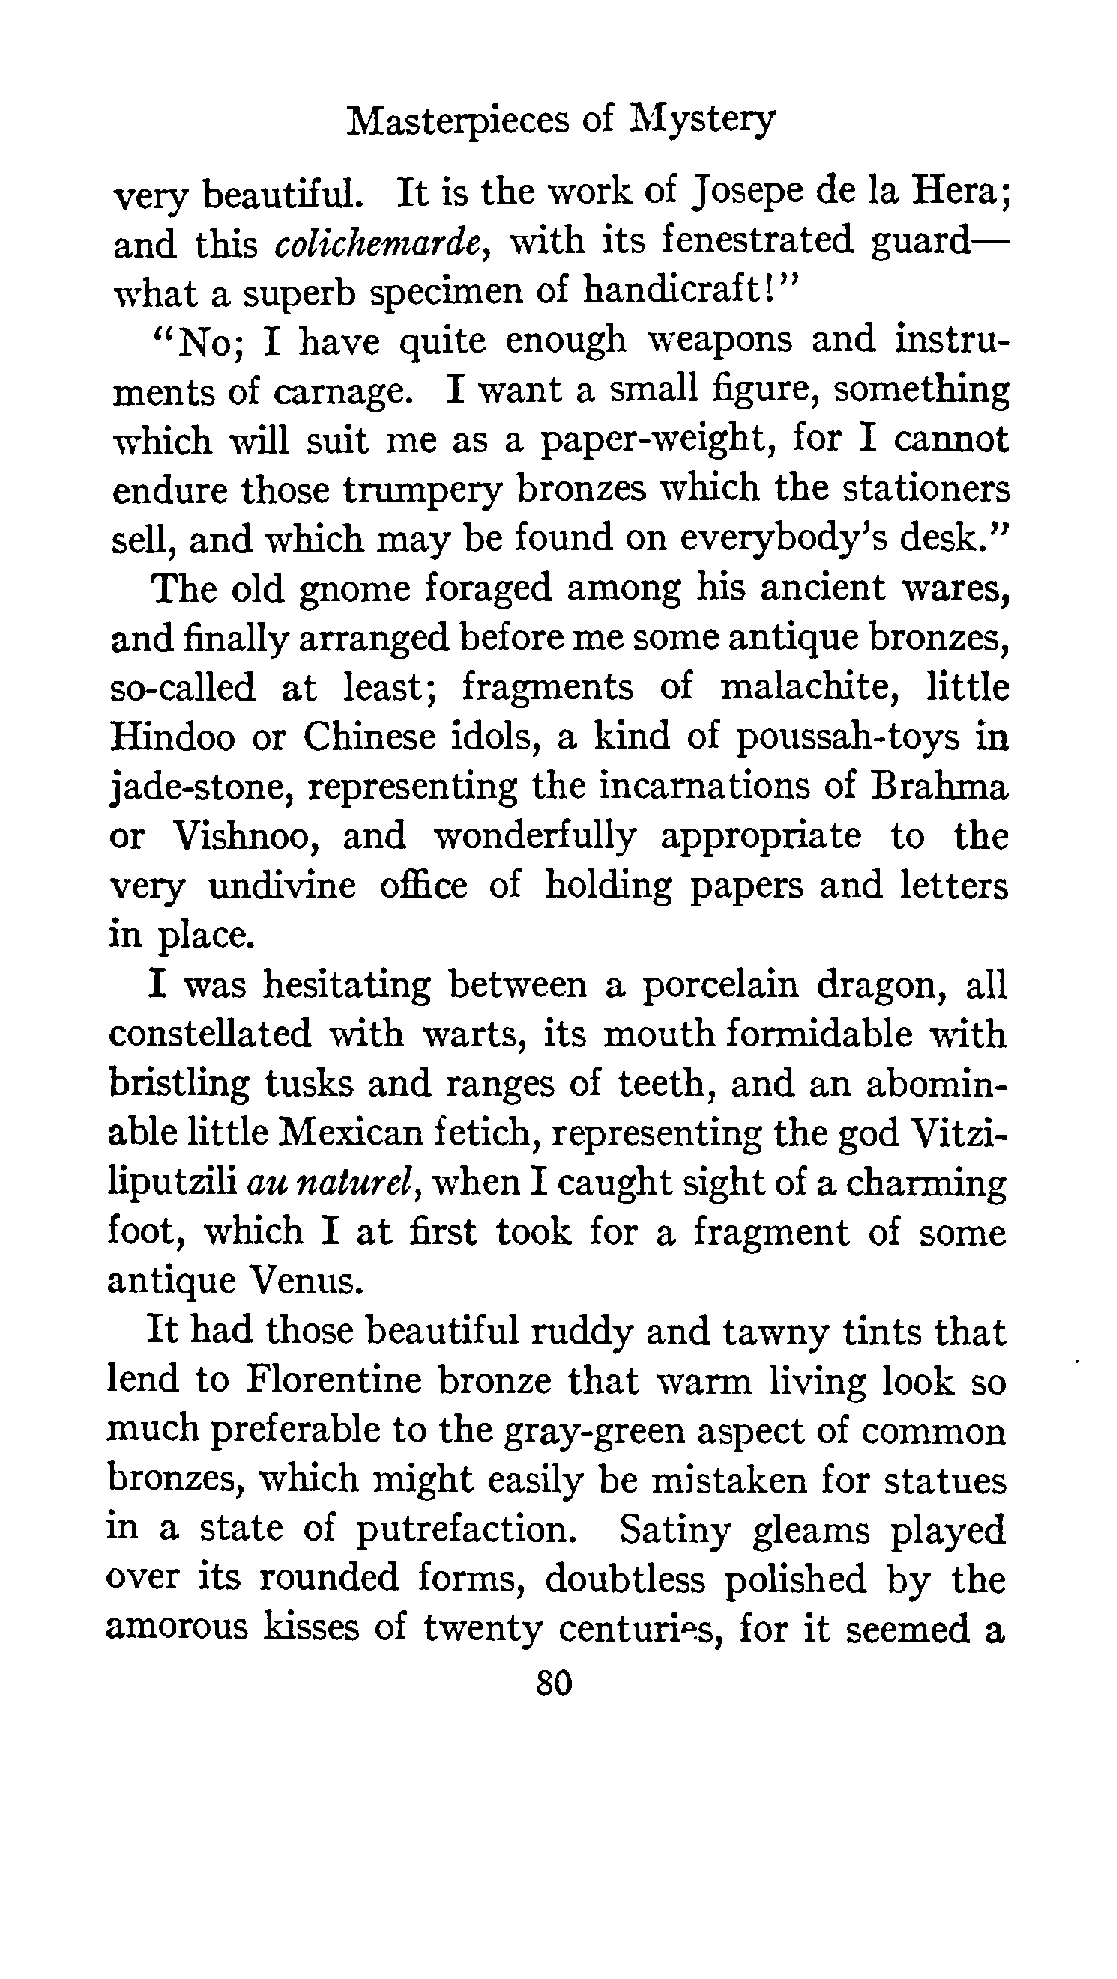 Masterpieces of Mystery
very beautiful. It is the work of Josepe de la Hera;
and this colichemarde, with its fenestrated guard—
what a superb specimen of handicraft!"
"No; I have quite enough weapons and instru-
ments of carnage. I want a small figure, something
which will suit me as a paper-weight, for I cannot
endure those trumpery bronzes which the stationers
sell, and which may be found on everybody's desk."
The old gnome foraged among his ancient wares,
and finally arranged before me some antique bronzes,
so-called at least; fragments of malachite, little
Hindoo or Chinese idols, a kind of poussah-toys in
jade-stone, representing the incarnations of Brahma
or Vishnoo, and wonderfully appropriate to the
very undivine office of holding papers and letters
in place.
I was hesitating between a porcelain dragon, all
constellated with warts, its mouth formidable with
bristling tusks and ranges of teeth, and an abomin-
able little Mexican fetich, representing the god Vitzi-
liputzili au naturel, when I caught sight of a charming
foot, which I at first took for a fragment of some
antique Venus.
It had those beautiful ruddy and tawny tints that
lend to Florentine bronze that warm living look so
much preferable to the gray-green aspect of common
bronzes, which might easily be mistaken for statues
in a state of putrefaction. Satiny gleams played
over its rounded forms, doubtless polished by the
amorous kisses of twenty centuries, for it seemed a
80